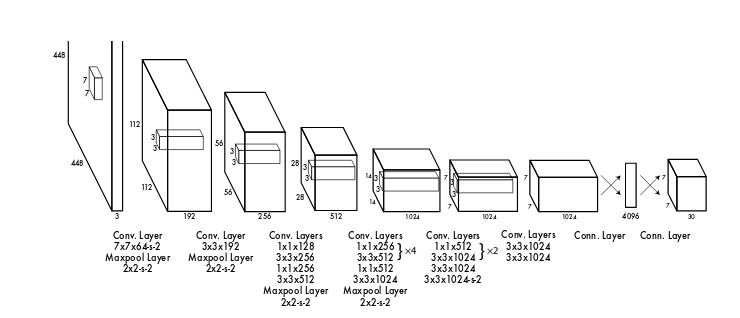 448
7
7
448
3
112
3
3
112
192
56
3
3
56
256
28
3
3
28
512
14
3
3
14
1024
7
3
3
7
1024
7
7
1024
4096
7
7
30
Conv. Layer
7x7x64-s-2
Maxpool Layer
2x2-s-2
Conv. Layer
3x3x192
Maxpool Layer
2x2-s-2
Conv. Layers
1x1x128
3x3x256
1x1x256
3x3x512
Maxpool Layer
2x2-s-2
Conv. Layers
1x1x256
3x3x512
}×4
1x1x512
3x3x1024
Maxpool Layer
2x2-s-2
Conv. Layers
1x1x512
3x3x1024
}×2
3x3x1024
3x3x1024-s-2
Conv. Layers
3x3x1024
3x3x1024
Conn. Layer
Conn. Layer